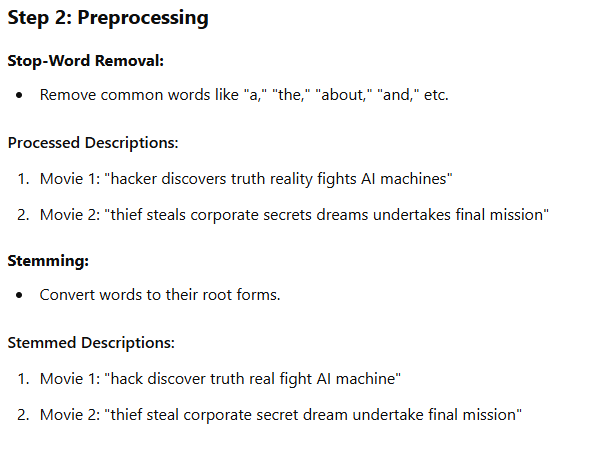 Step 2: Preprocessing
Stop-Word Removal:
• Remove common words like "a," "the," "about," "and," etc.
Processed Descriptions:
1. Movie 1: "hacker discovers truth reality fights AI machines"
2. Movie 2: "thief steals corporate secrets dreams undertakes final mission"
Stemming:
• Convert words to their root forms.
Stemmed Descriptions:
1. Movie 1: "hack discover truth real fight AI machine"
2. Movie 2: "thief steal corporate secret dream undertake final mission"